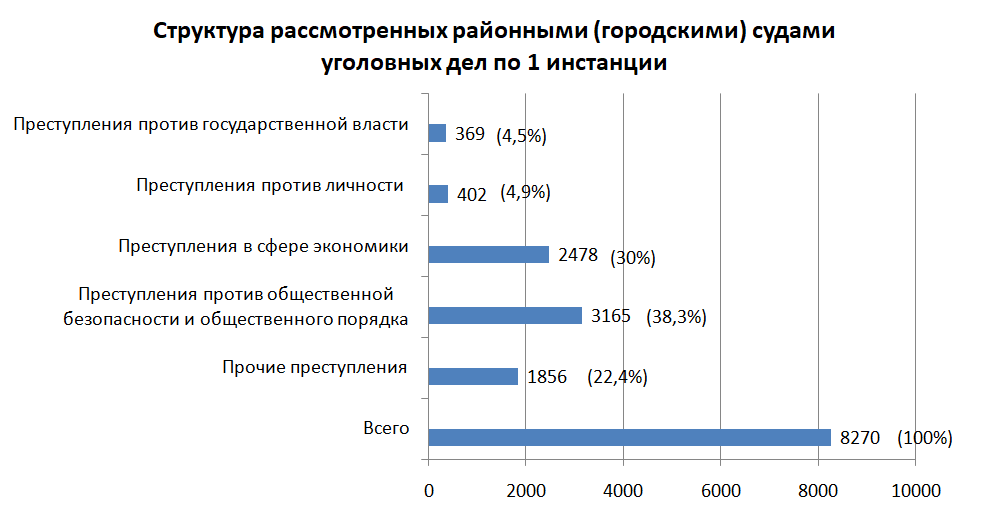 Структура рассмотренных районными (городскими) судами
уголовных дел по 1 инстанции
Преступления против государственной власти
369 (4,5%)
Преступления против личности
402 (4,9%)
Преступления в сфере экономики
2478 (30%)
Преступления против общественной
безопасности и общественного порядка
3165 (38,3%)
Прочие преступления
1856 (22,4%)
Всего
8270 (100%)
0 2000 4000 6000 8000 10000